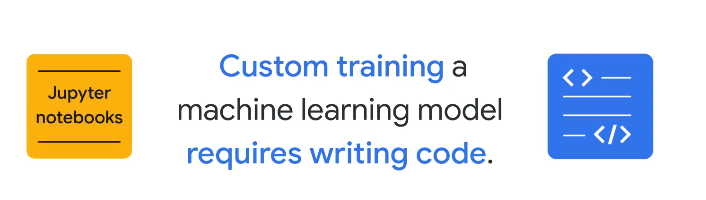 Jupyter
notebooks
Custom training a
machine learning model
requires writing code.
< >
</>